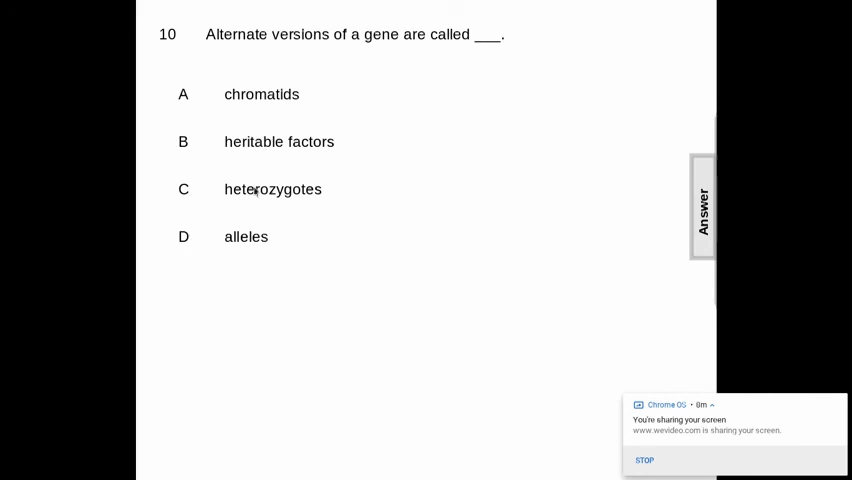 10 Alternate versions of a gene are called ___.
A chromatids
B heritable factors
C heterozygotes
D alleles
Answer
Chrome OS • 8m
You're sharing your screen
www.wevideo.com is sharing your screen.
STOP